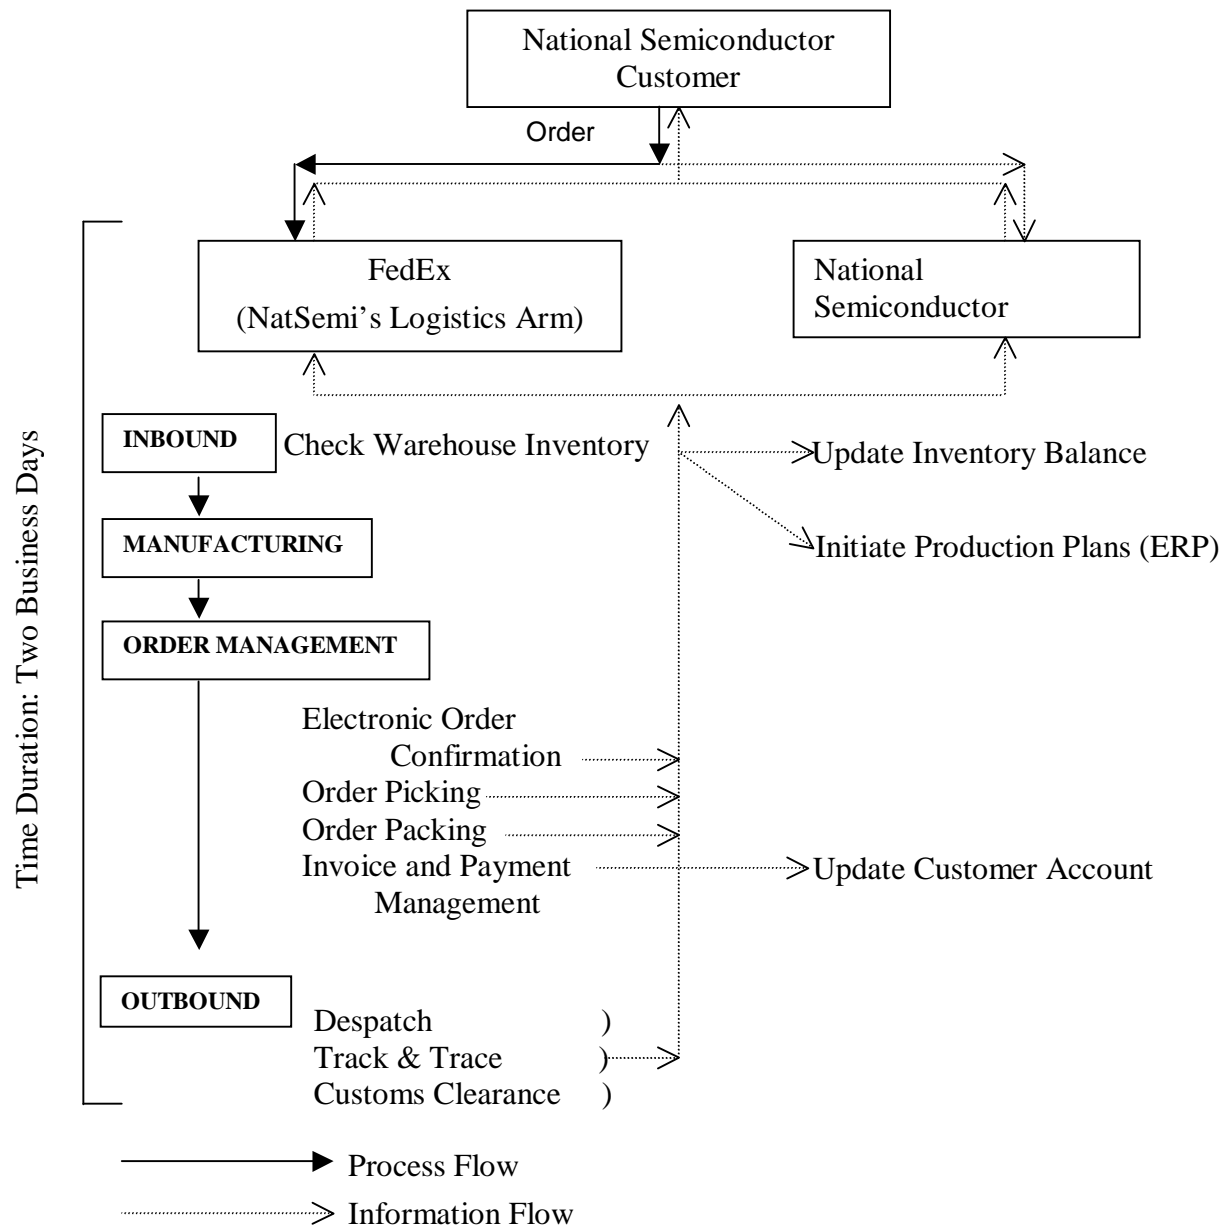 National Semiconductor
Customer
Order
FedEx
(NatSemi's Logistics Arm)
National
Semiconductor
Time Duration: Two Business Days
INBOUND
Check Warehouse Inventory
Update Inventory Balance
MANUFACTURING
Initiate Production Plans (ERP)
ORDER MANAGEMENT
Electronic Order
Confirmation
Order Picking
Order Packing
Invoice and Payment
Management
Update Customer Account
OUTBOUND
Despatch )
Track & Trace )
Customs Clearance )
Process Flow
Information Flow